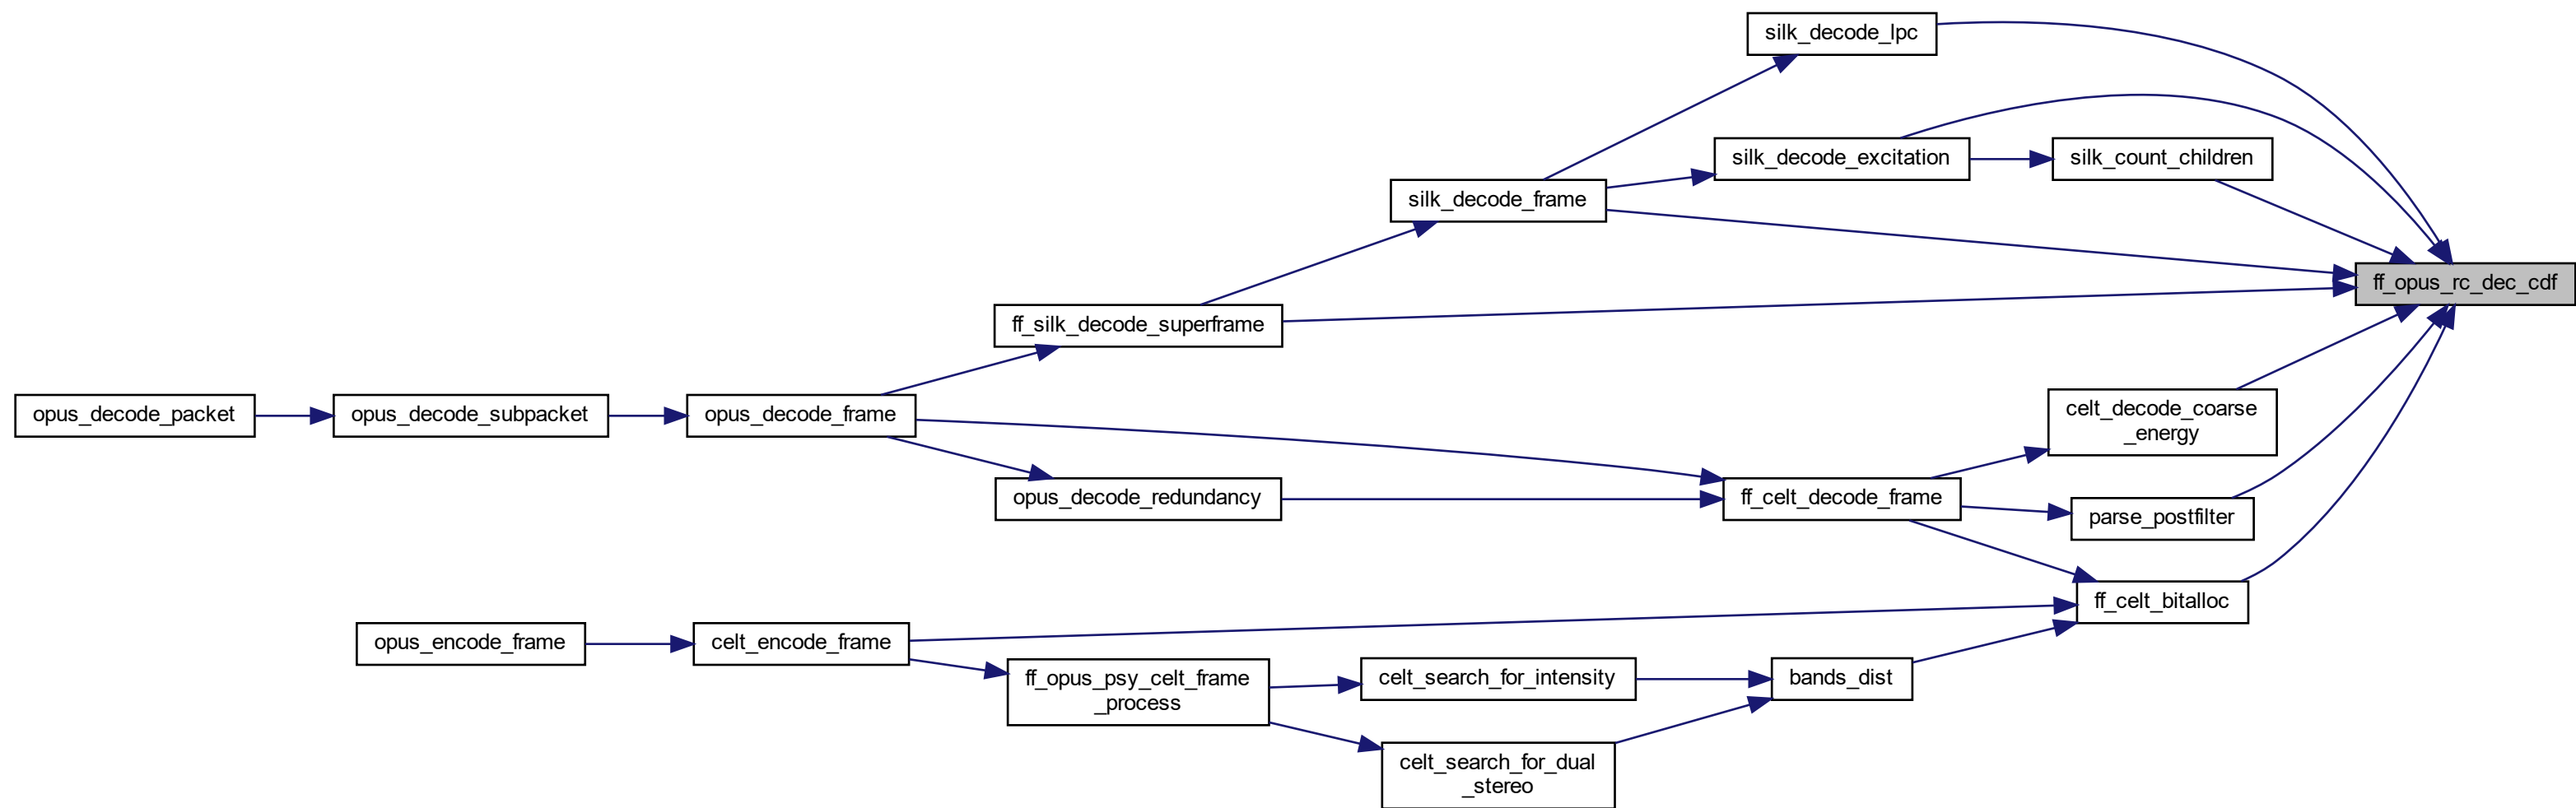 silk_decode_lpc
silk_decode_excitation
silk_count_children
silk_decode_frame
ff_opus_rc_dec_cdf
ff_silk_decode_superframe
opus_decode_packet
opus_decode_subpacket
opus_decode_frame
celt_decode_coarse
_energy
opus_decode_redundancy
ff_celt_decode_frame
parse_postfilter
ff_celt_bitalloc
opus_encode_frame
celt_encode_frame
ff_opus_psy_celt_frame
_process
celt_search_for_intensity
bands_dist
celt_search_for_dual
_stereo